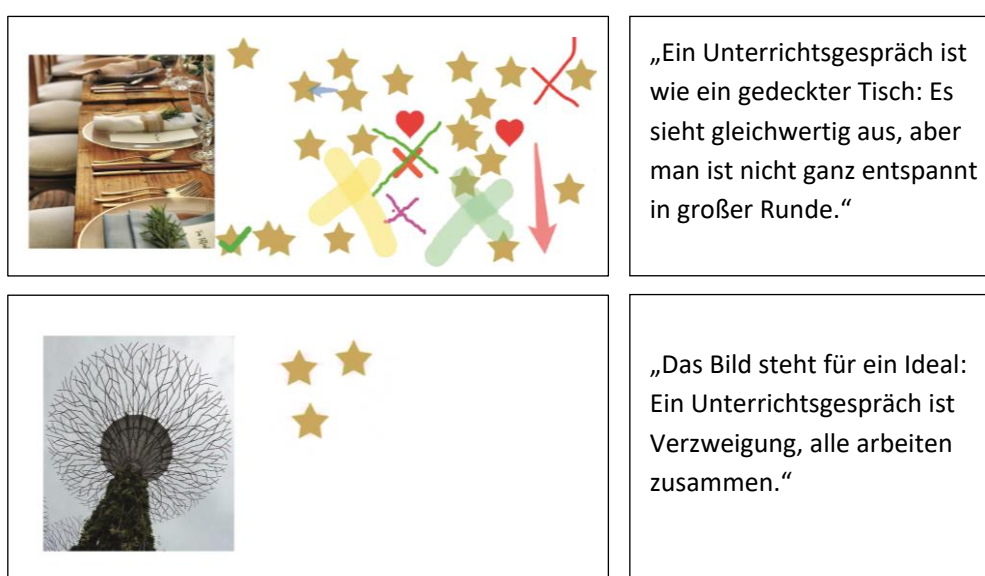 „Ein Unterrichtsgespräch ist
wie ein gedeckter Tisch: Es
sieht gleichwertig aus, aber
man ist nicht ganz entspannt
in großer Runde.“
„Das Bild steht für ein Ideal:
Ein Unterrichtsgespräch ist
Verzweigung, alle arbeiten
zusammen.“